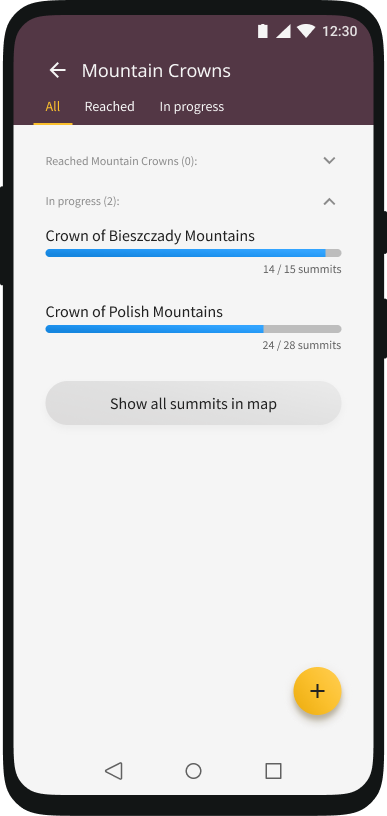 12:30
Mountain Crowns
All Reached In progress
Reached Mountain Crowns (0):
In progress (2):
Crown of Bieszczady Mountains
14 / 15 summits
Crown of Polish Mountains
24 / 28 summits
Show all summits in map
+